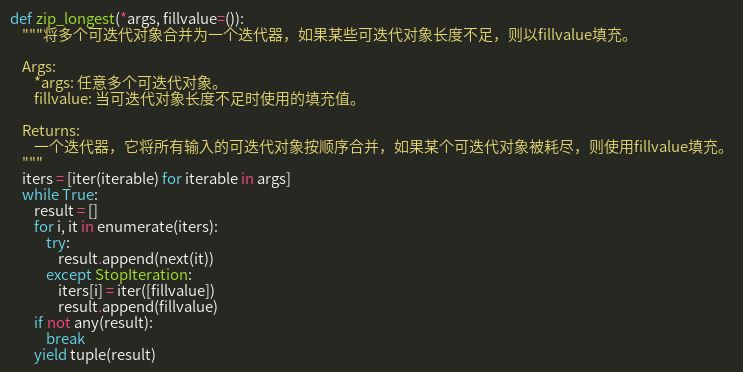 def zip_longest(*args, fillvalue=()):
    """将多个可迭代对象合并为一个迭代器，如果某些可迭代对象长度不足，则以fillvalue填充。
    Args:
        *args: 任意多个可迭代对象。
        fillvalue: 当可迭代对象长度不足时使用的填充值。
    Returns:
        一个迭代器，它将所有输入的可迭代对象按顺序合并，如果某个可迭代对象被耗尽，则使用fillvalue填充。
    """
    iters = [iter(iterable) for iterable in args]
    while True:
        result = []
        for i, it in enumerate(iters):
            try:
                result.append(next(it))
            except StopIteration:
                iters[i] = iter([fillvalue])
                result.append(fillvalue)
        if not any(result):
            break
        yield tuple(result)